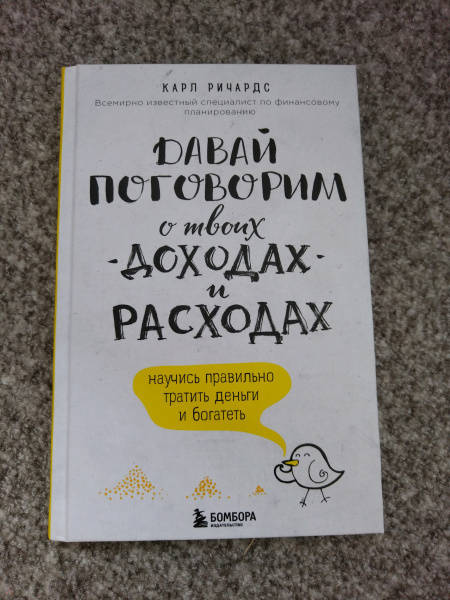 КАРЛ РИЧАРДС
Всемирно известный специалист по финансовому
планированию
ДАВАЙ
ПОГОВОРИМ
о твоих
·ДОХОДАХ·
и
РАСХОДАХ
научись правильно
тратить деньги
и богатеть
БОМБОРА
ИЗДАТЕЛЬСТВО